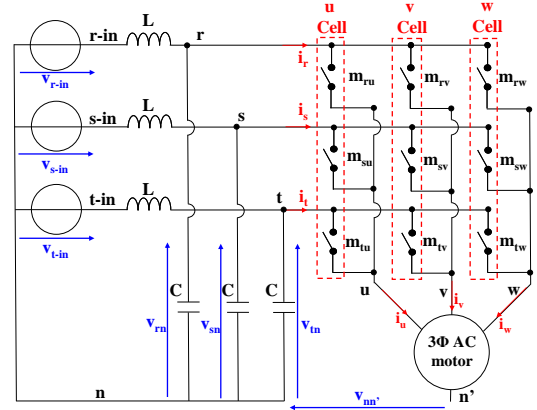 u v w
Cell Cell Cell
r-in L r
i_r
v_r-in
m_ru m_rv m_rw
s-in L s
i_s
v_s-in
m_su m_sv m_sw
t-in L t
i_t
v_t-in
m_tu m_tv m_tw
C C C
u v w
v_rn v_sn v_tn
i_u i_v i_w
3Φ AC
motor
n n'
v_nn'